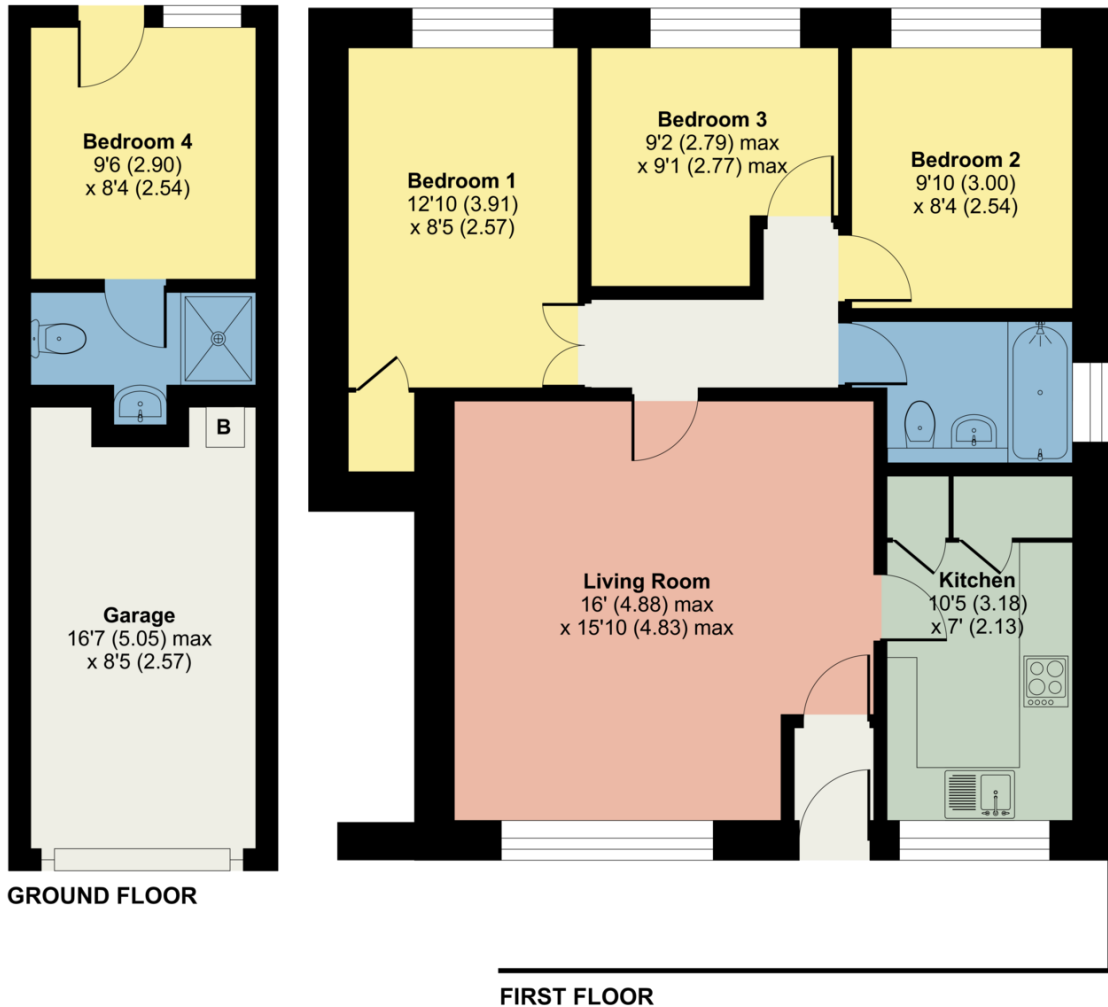 Bedroom 4
9'6 (2.90)
x 8'4 (2.54)
B
Garage
16'7 (5.05) max
x 8'5 (2.57)
GROUND FLOOR
Bedroom 1
12'10 (3.91)
x 8'5 (2.57)
Bedroom 3
9'2 (2.79) max
x 9'1 (2.77) max
Bedroom 2
9'10 (3.00)
x 8'4 (2.54)
Living Room
16' (4.88) max
x 15'10 (4.83) max
Kitchen
10'5 (3.18)
x 7' (2.13)
FIRST FLOOR